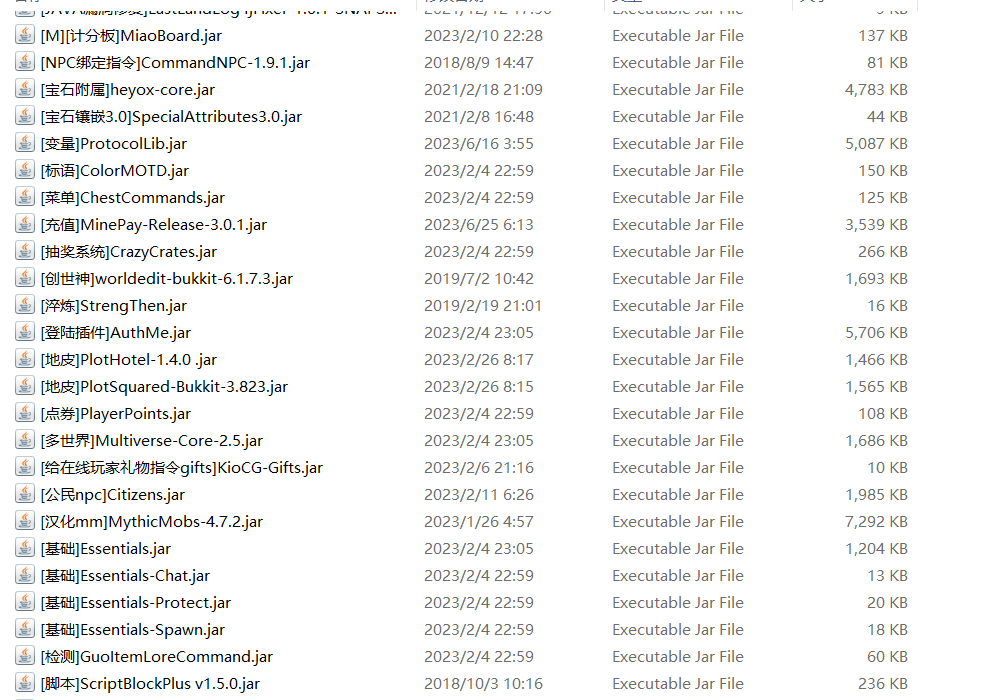 [M][计分板]MiaoBoard.jar 2023/2/10 22:28 Executable Jar File 137 KB
[NPC绑定指令]CommandNPC-1.9.1.jar 2018/8/9 14:47 Executable Jar File 81 KB
[宝石附属]heyox-core.jar 2021/2/18 21:09 Executable Jar File 4,783 KB
[宝石镶嵌3.0]SpecialAttributes3.0.jar 2021/2/8 16:48 Executable Jar File 44 KB
[变量]ProtocolLib.jar 2023/6/16 3:55 Executable Jar File 5,087 KB
[标语]ColorMOTD.jar 2023/2/4 22:59 Executable Jar File 150 KB
[菜单]ChestCommands.jar 2023/2/4 22:59 Executable Jar File 125 KB
[充值]MinePay-Release-3.0.1.jar 2023/6/25 6:13 Executable Jar File 3,539 KB
[抽奖系统]CrazyCrates.jar 2023/2/4 22:59 Executable Jar File 266 KB
[创世神]worldedit-bukkit-6.1.7.3.jar 2019/7/2 10:42 Executable Jar File 1,693 KB
[淬炼]StrengThen.jar 2019/2/19 21:01 Executable Jar File 16 KB
[登陆插件]AuthMe.jar 2023/2/4 23:05 Executable Jar File 5,706 KB
[地皮]PlotHotel-1.4.0 .jar 2023/2/26 8:17 Executable Jar File 1,466 KB
[地皮]PlotSquared-Bukkit-3.823.jar 2023/2/26 8:15 Executable Jar File 1,565 KB
[点券]PlayerPoints.jar 2023/2/4 22:59 Executable Jar File 108 KB
[多世界]Multiverse-Core-2.5.jar 2023/2/4 23:05 Executable Jar File 1,686 KB
[给在线玩家礼物指令gifts]KioCG-Gifts.jar 2023/2/6 21:16 Executable Jar File 10 KB
[公民npc]Citizens.jar 2023/2/11 6:26 Executable Jar File 1,985 KB
[汉化mm]MythicMobs-4.7.2.jar 2023/1/26 4:57 Executable Jar File 7,292 KB
[基础]Essentials.jar 2023/2/4 23:05 Executable Jar File 1,204 KB
[基础]Essentials-Chat.jar 2023/2/4 22:59 Executable Jar File 13 KB
[基础]Essentials-Protect.jar 2023/2/4 22:59 Executable Jar File 20 KB
[基础]Essentials-Spawn.jar 2023/2/4 22:59 Executable Jar File 18 KB
[检测]GuoItemLoreCommand.jar 2023/2/4 22:59 Executable Jar File 60 KB
[脚本]ScriptBlockPlus v1.5.0.jar 2018/10/3 10:16 Executable Jar File 236 KB